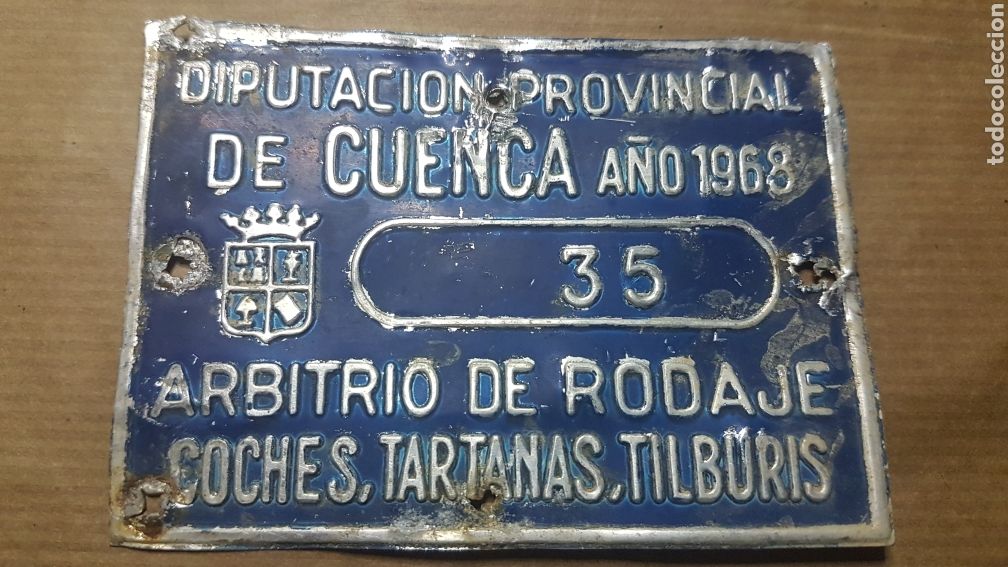 DIPUTACION PROVINCIAL
DE CUENCA AÑO 1968
35
ARBITRIO DE RODAJE
COCHES, TARTANAS, TILBURIS
todocoleccion